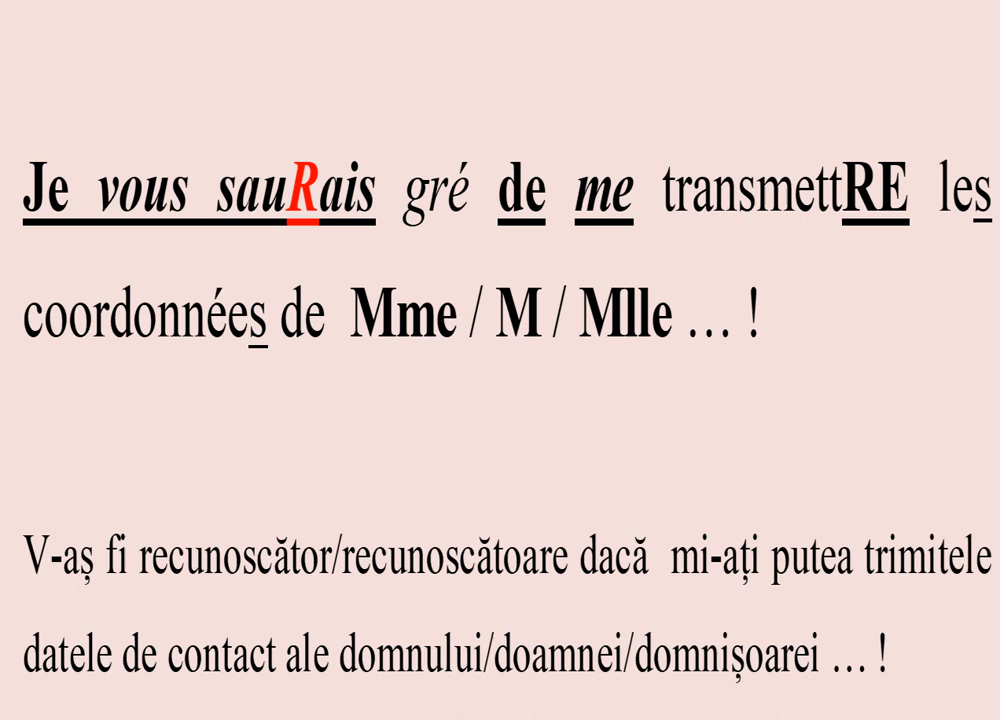 Je vous sauRais gré de me transmettRE les
coordonnées de Mme / M / Mlle … !
V-aș fi recunoscător/recunoscătoare dacă mi-ați putea trimitele
datele de contact ale domnului/doamnei/domnișoarei … !